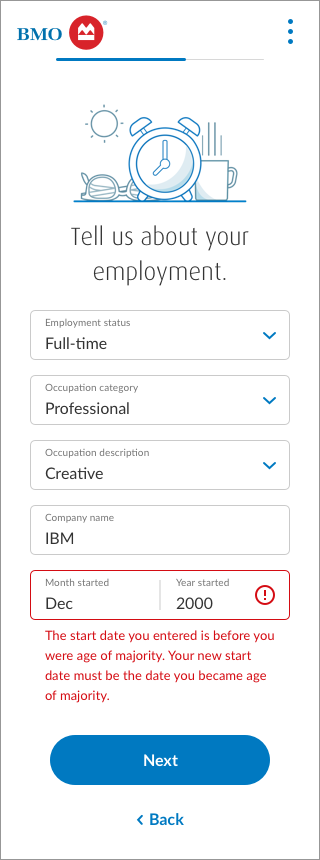 BMO
Tell us about your
employment.
Employment status
Full-time
Occupation category
Professional
Occupation description
Creative
Company name
IBM
Month started
Year started
Dec
2000
The start date you entered is before you
were age of majority. Your new start
date must be the date you became age
of majority.
Next
Back